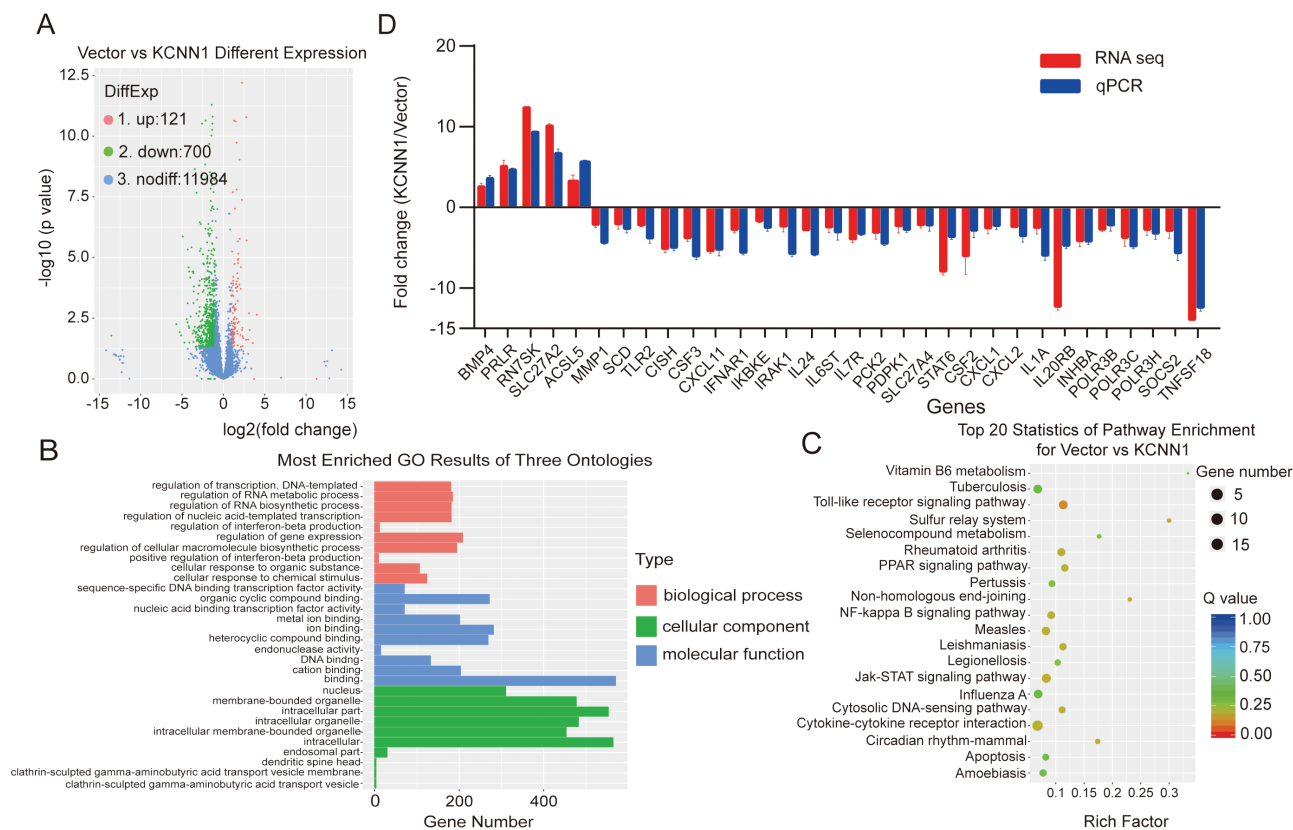 A
Vector vs KCNN1 Different Expression
12.5
10.0
7.5
5.0
2.5
0.0
-log10 (p value)
DiffExp
1. up:121
2. down:700
3. nodiff:11984
-15
-10
-5
0
5
10
15
log2(fold change)
D
20
10
0
-10
-15
Fold change (KCNN1/Vector)
RNA seq
qPCR
BMP4
PRLR
RN7SK
SLC27A2
ACSL5
MMP1
SCD
TLR2
CISH
CSF3
CXCL11
IFNAR1
IKBKE
IRAK1
IL24
IL6ST
IL7R
PCK2
PDPK1
SLC27A4
STAT6
CSF2
CXCL1
CXCL2
IL1A
IL20RB
INHBA
POLR3B
POLR3C
POLR3H
SOCS2
TNFSF18
Genes
B
Most Enriched GO Results of Three Ontologies
regulation of transcription, DNA-templated
regulation of RNA metabolic process
regulation of RNA biosynthetic process
regulation of nucleic acid-templated transcription
regulation of interferon-beta production
regulation of gene expression
regulation of cellular macromolecule biosynthetic process
positive regulation of interferon-beta production
cellular response to organic substance
cellular response to chemical stimulus
sequence-specific DNA binding transcription factor activity
organic cyclic compound binding
nucleic acid binding transcription factor activity
metal ion binding
ion binding
heterocyclic compound binding
endonuclease activity
DNA bindng
cation binding
binding
nucleus
membrane-bounded organelle
intracellular part
intracellular organelle
intracellular membrane-bounded organelle
intracellular
endosomal part
dendritic spine head
clathrin-sculpted gamma-aminobutyric acid transport vesicle membrane
clathrin-sculpted gamma-aminobutyric acid transport vesicle
0
200
400
Gene Number
Type
biological process
cellular component
molecular function
C
Top 20 Statistics of Pathway Enrichment
for Vector vs KCNN1
Vitamin B6 metabolism
Tuberculosis
Toll-like receptor signaling pathway
Sulfur relay system
Selenocompound metabolism
Rheumatoid arthritis
PPAR signaling pathway
Pertussis
Non-homologous end-joining
NF-kappa B signaling pathway
Measles
Leishmaniasis
Legionellosis
Jak-STAT signaling pathway
Influenza A
Cytosolic DNA-sensing pathway
Cytokine-cytokine receptor interaction
Circadian rhythm-mammal
Apoptosis
Amoebiasis
0.1
0.15
0.2
0.25
0.3
Rich Factor
Gene number
5
10
15
Q value
1.00
0.75
0.50
0.25
0.00